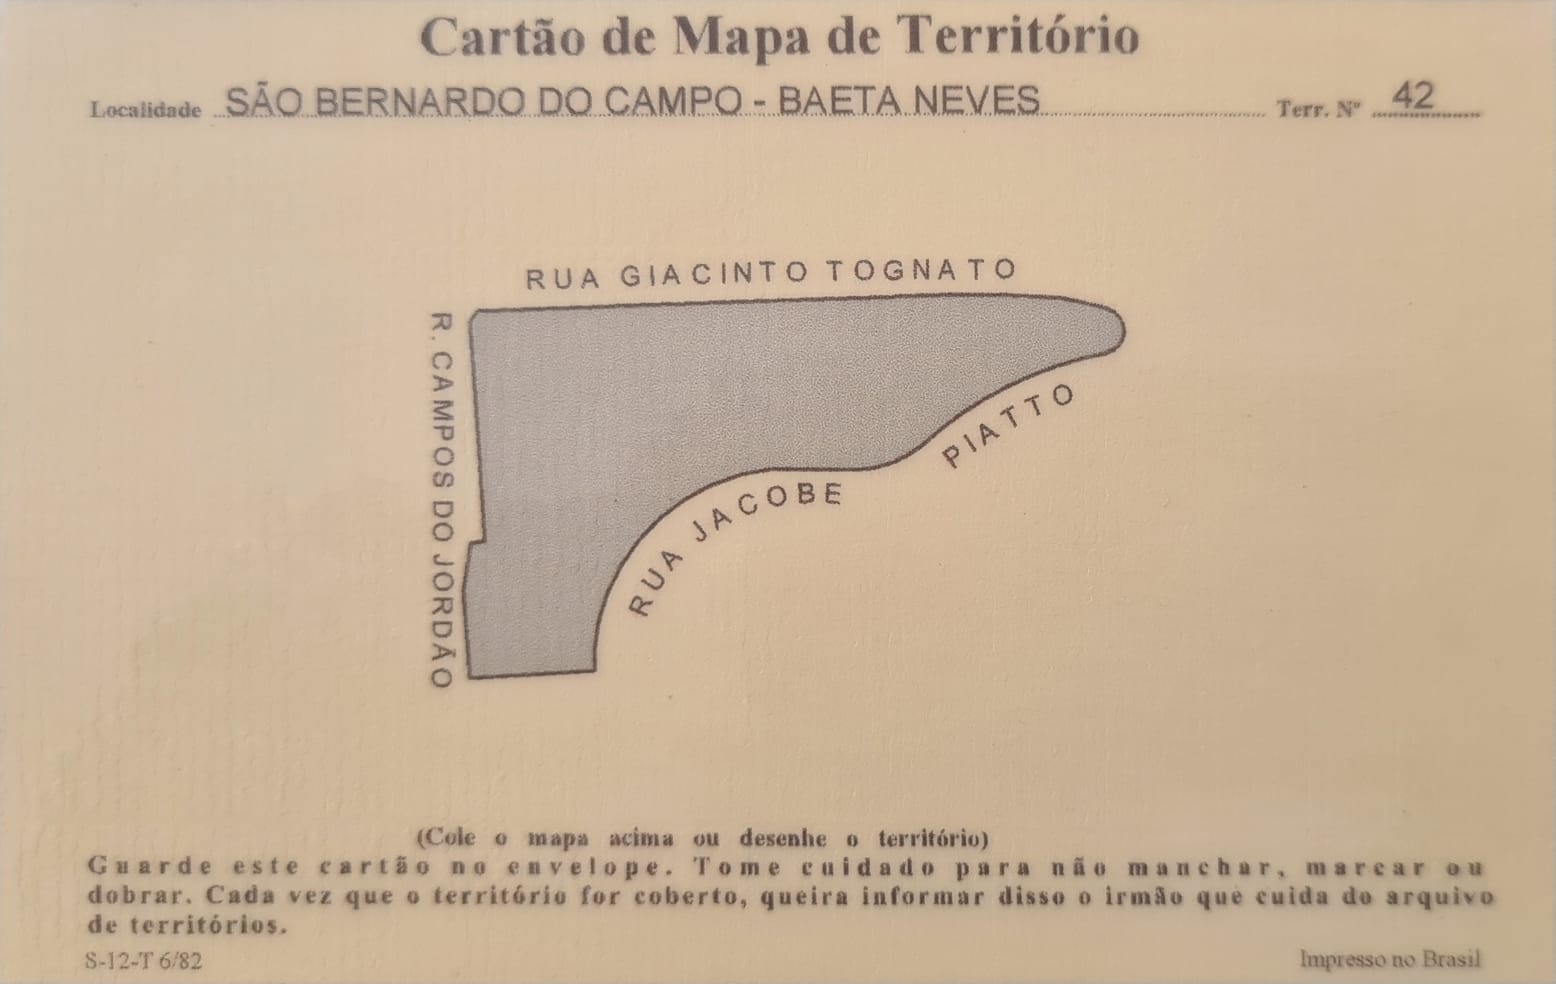 Cartão de Mapa de Território
Localidade SÃO BERNARDO DO CAMPO - BAETA NEVES Terr. Nº 42
RUA GIACINTO TOGNATO
R. CAMPOS DO JORDÃO
RUA JACOBE PIATTO
(Cole o mapa acima ou desenhe o território)
Guarde este cartão no envelope. Tome cuidado para não manchar, marcar ou
dobrar. Cada vez que o território for coberto, queira informar disso o irmão que cuida do arquivo
de territórios.
S-12-T 6/82 Impresso no Brasil